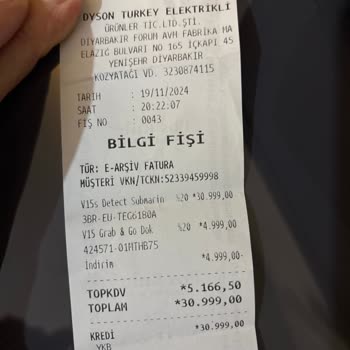 DYSON TURKEY ELEKTRIKLI
ÜRÜNLER TIC.LTD.ŞTİ.
DIYARBAKIR FORUM AVM FABRIKA MA
ELAZIĞ BULVARI NO 165 İÇKAPI 45
YENİŞEHR DIYARBAKIR
KOZYATAĞI VD. 3230874115
TARİH : 19/11/2024
SAAT : 20:22:07
FİŞ NO : 0043
BİLGİ FİŞİ
TÜR: E-ARŞİV FATURA
MÜŞTERİ VKN/TCKN:52339459998
V15s Detect Submarin %20 *30.999,00
3BR-EU-TEG6180A
V15 Grab & Go Dok %20 *4.999,00
424571-01MTHB75
İndirim *4.999,00-
TOPKDV *5.166,50
TOPLAM *30.999,00
KREDİ *30.999,00
YKB